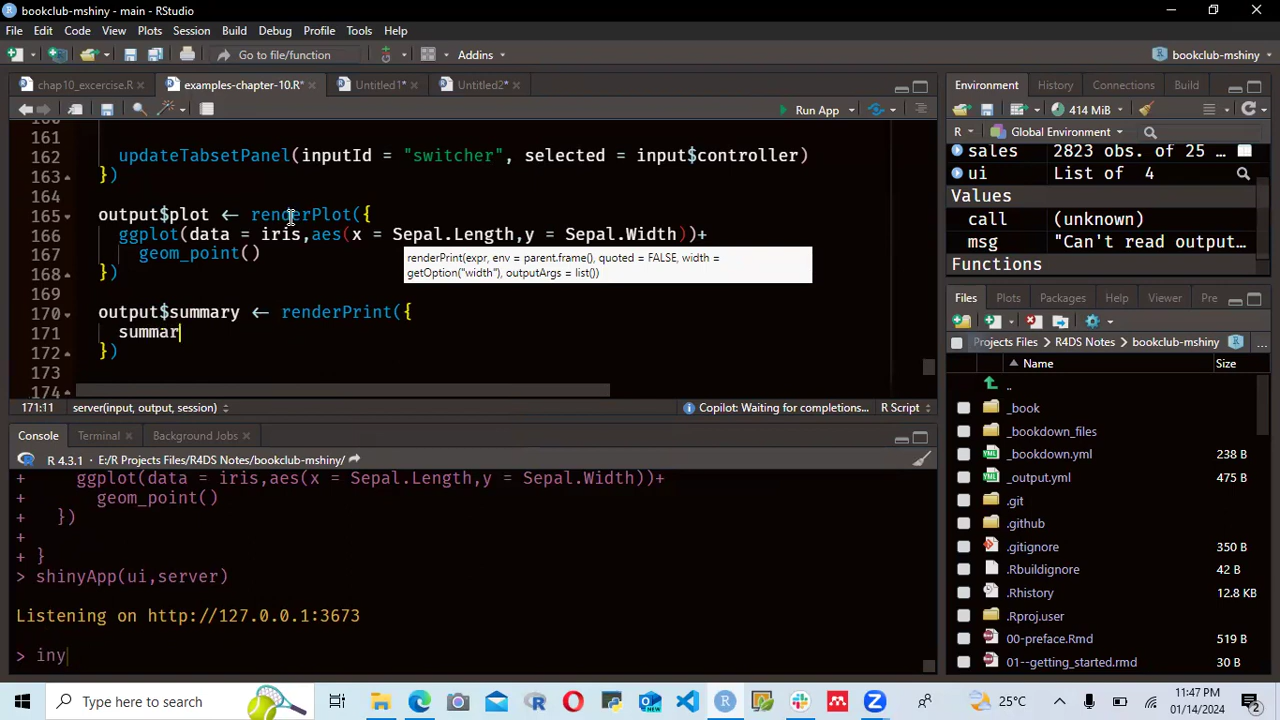 bookclub-mshiny - main - RStudio
File Edit Code View Plots Session Build Debug Profile Tools Help
Go to file/function Addins bookclub-mshiny
chap10_excercise.R examples-chapter-10.R* Untitled1* Untitled2*
Run App
161
162 updateTabsetPanel(inputId = "switcher", selected = input$controller)
163 })
164
165 output$plot ← renderPlot({
166 ggplot(data = iris,aes(x = Sepal.Length,y = Sepal.Width))+
167 geom_point()
168 })
169
170 output$summary ← renderPrint({
171 summar
172 })
173
174
renderPrint(expr, env = parent.frame(), quoted = FALSE, width =
getOption("width"), outputArgs = list())
171:11 server(input, output, session) Copilot: Waiting for completions... R Script
Console Terminal Background Jobs
R 4.3.1 · E:/R Projects/R4DS Notes/bookclub-mshiny/
+ ggplot(data = iris,aes(x = Sepal.Length,y = Sepal.Width))+
+ geom_point()
+ })
+
+ }
> shinyApp(ui,server)
Listening on http://127.0.0.1:3673
> iny
Environment History Connections Build
414 MiB
R Global Environment
sales 2823 obs. of 25 …
ui List of 4
Values
call (unknown)
msg "Can't read output…
Functions
Files Plots Packages Help Viewer Pre
Projects Files R4DS Notes bookclub-mshiny ...
Name Size
..
_book
_bookdown_files
_bookdown.yml 238 B
_output.yml 475 B
.git
.github
.gitignore 350 B
.Rbuildignore 42 B
.Rhistory 12.8 KB
.Rproj.user
00-preface.Rmd 519 B
01--getting_started.rmd 30 B
Type here to search 25°C 11:47 PM
01/14/2024 2